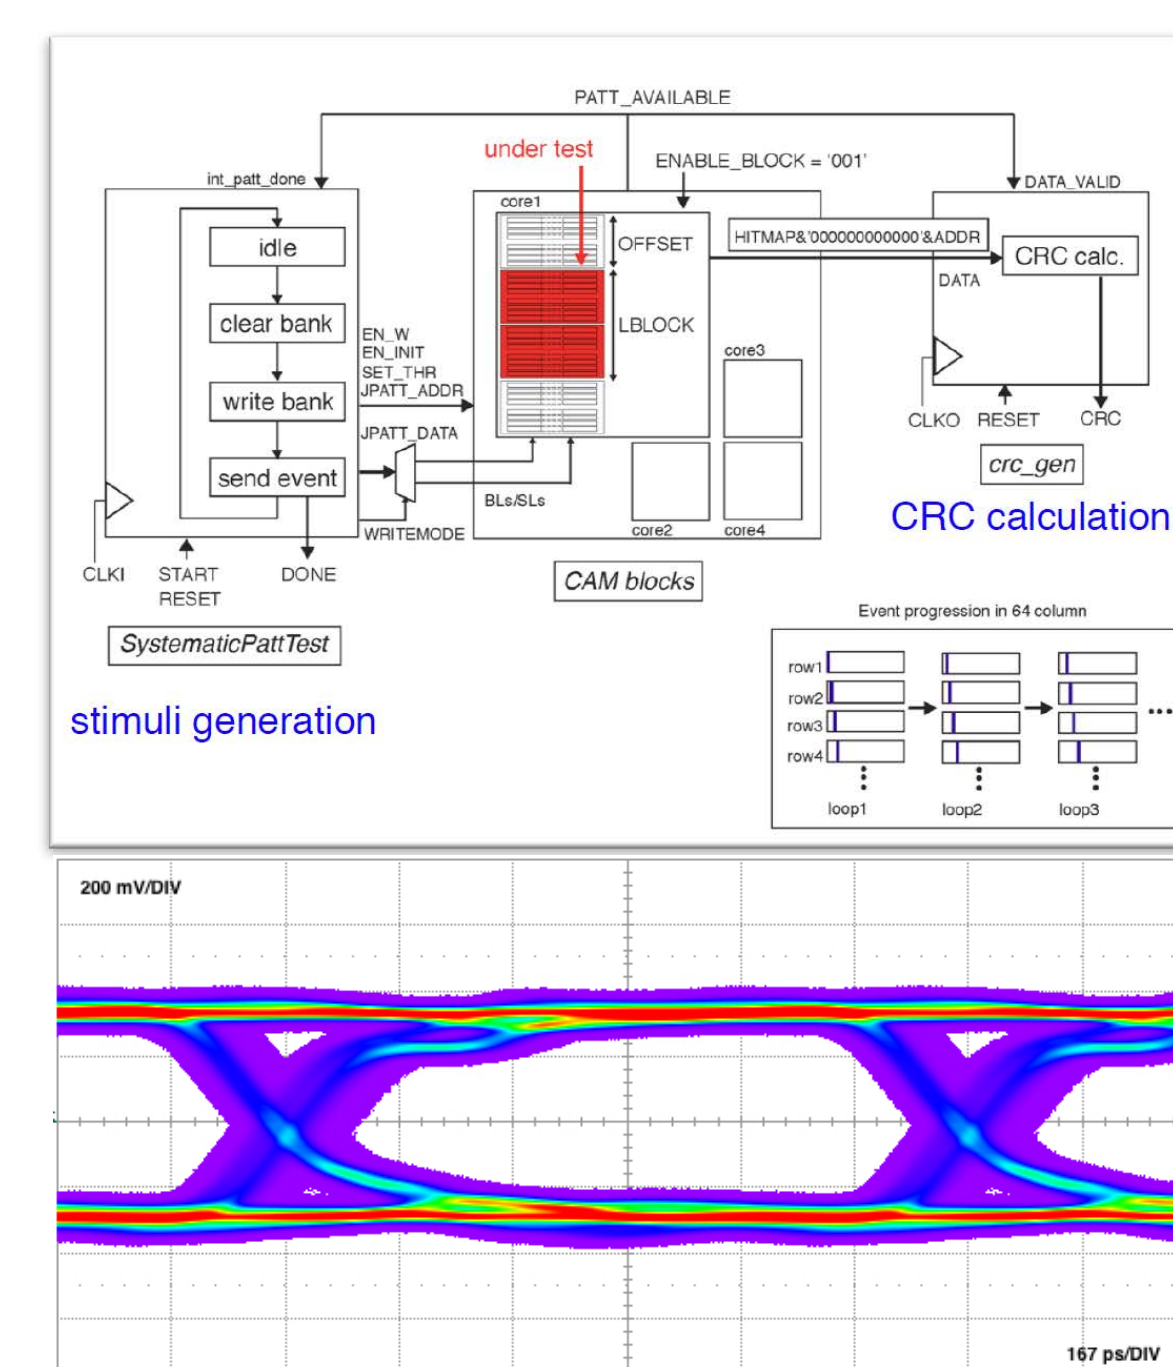 PATT_AVAILABLE
under test
ENABLE_BLOCK = '001'
int_patt_done
DATA_VALID
core1
idle
OFFSET
HITMAP&'000000000000'&ADDR
CRC calc.
DATA
clear bank
EN_W
EN_INIT
SET_THR
JPATT_ADDR
LBLOCK
core3
write bank
JPATT_DATA
CLKO
RESET
CRC
send event
BLs/SLs
crc_gen
WRITEMODE
core2
core4
CRC calculation
CLKI
START
RESET
DONE
CAM blocks
SystematicPattTest
stimuli generation
Event progression in 64 column
row1
row2
row3
row4
loop1
loop2
loop3
...
200 mV/DIV
167 ps/DIV